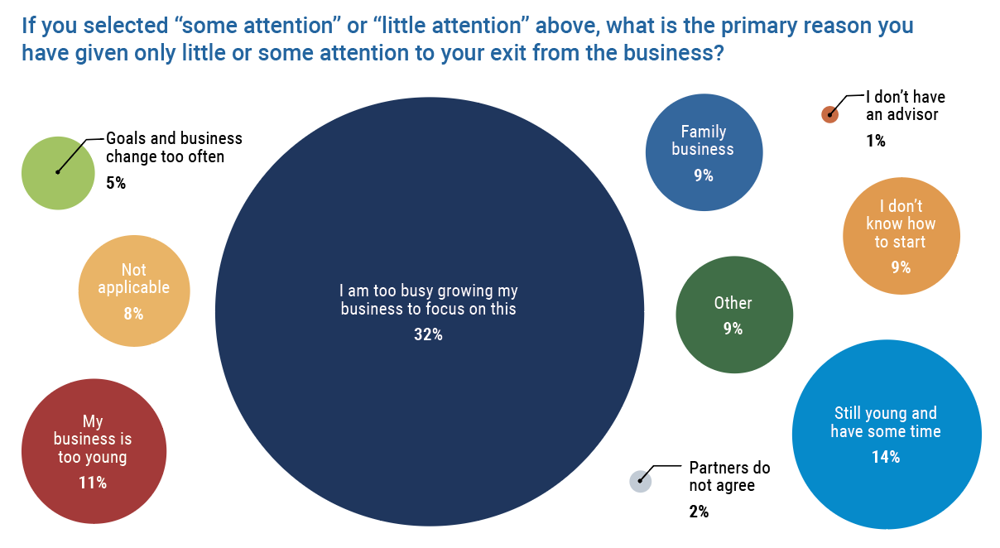 If you selected “some attention” or “little attention” above, what is the primary reason you
have given only little or some attention to your exit from the business?
Goals and business
change too often
5%
Not
applicable
8%
My
business is
too young
11%
I am too busy growing my
business to focus on this
32%
Family
business
9%
I don’t have
an advisor
1%
I don’t
know how
to start
9%
Other
9%
Still young and
have some time
14%
Partners do
not agree
2%